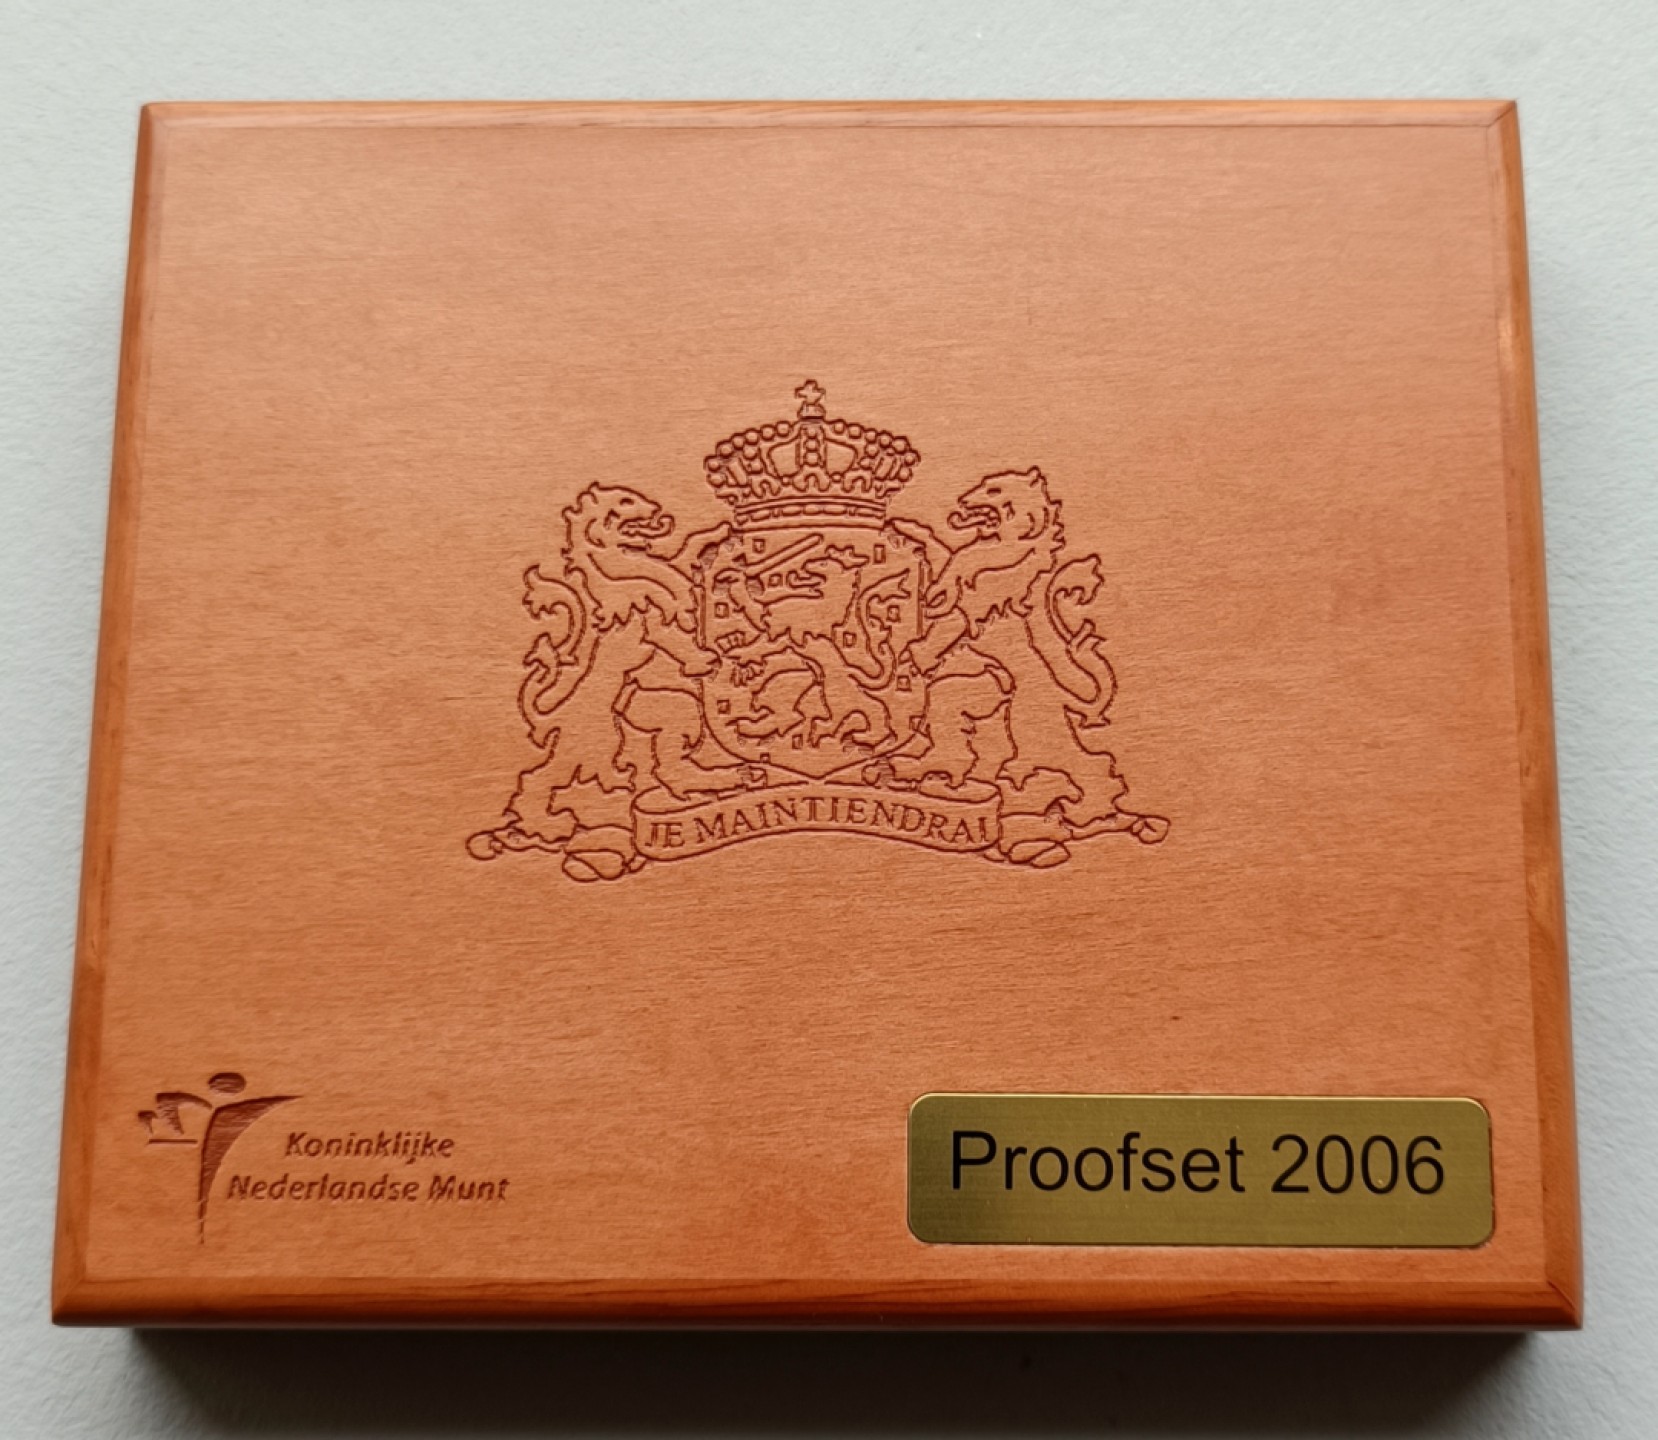 JE MAINTIENDRAI
Koninklijke
Nederlandse Munt
Proofset 2006